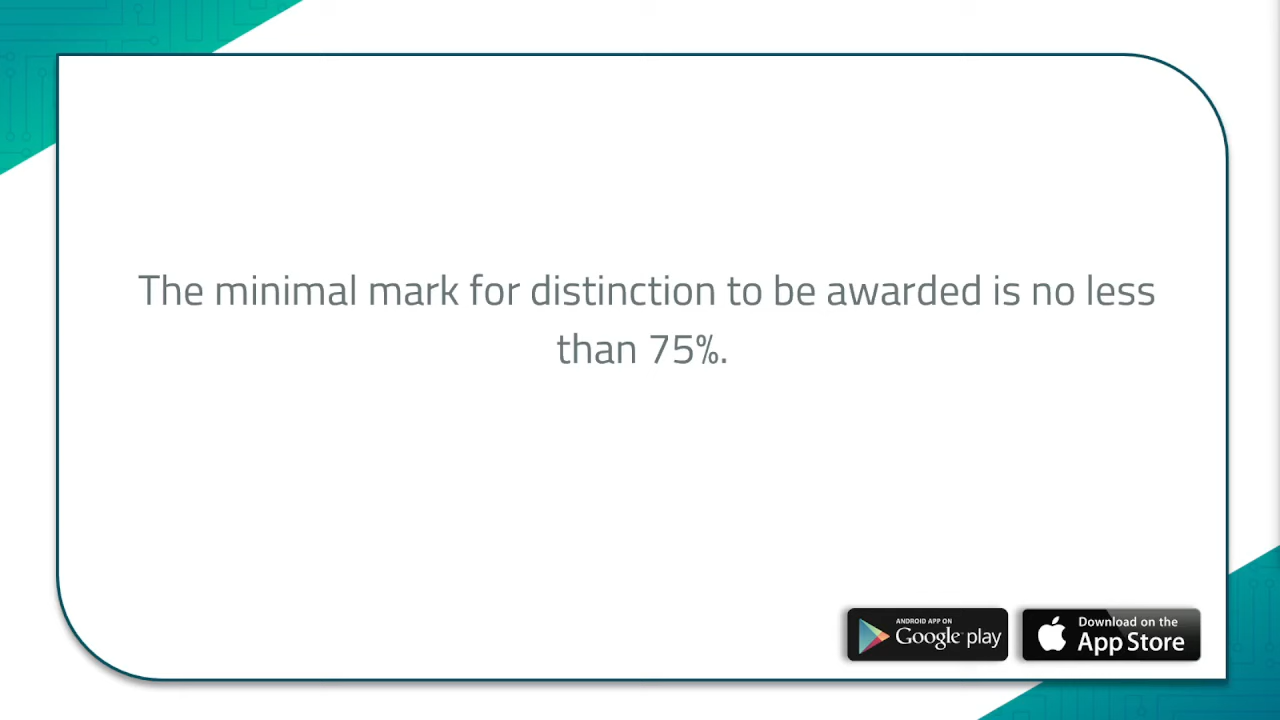 The minimal mark for distinction to be awarded is no less
than 75%.
ANDROID APP ON
Google play
Download on the
App Store